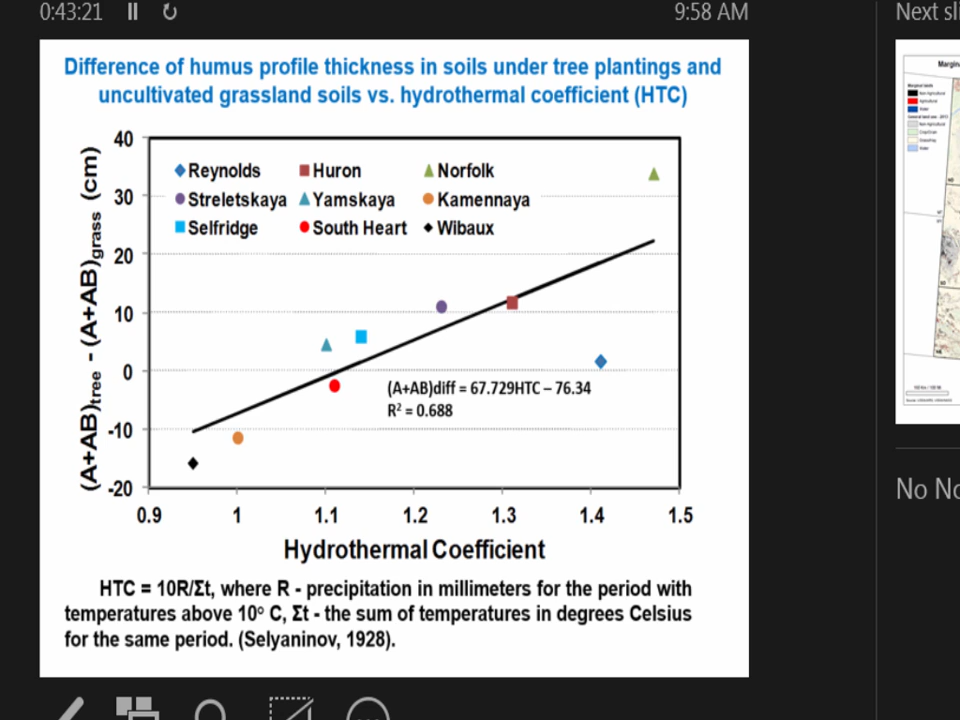 0:43:21
9:58 AM
Next sli
Difference of humus profile thickness in soils under tree plantings and
uncultivated grassland soils vs. hydrothermal coefficient (HTC)
(A+AB)tree - (A+AB)grass (cm)
40
30
20
10
0
-10
-20
Reynolds Huron Norfolk
Streletskaya Yamskaya Kamennaya
Selfridge South Heart Wibaux
(A+AB)diff = 67.729HTC – 76.34
R² = 0.688
0.9 1 1.1 1.2 1.3 1.4 1.5
Hydrothermal Coefficient
HTC = 10R/Σt, where R - precipitation in millimeters for the period with
temperatures above 10º C, Σt - the sum of temperatures in degrees Celsius
for the same period. (Selyaninov, 1928).
Margina
No No